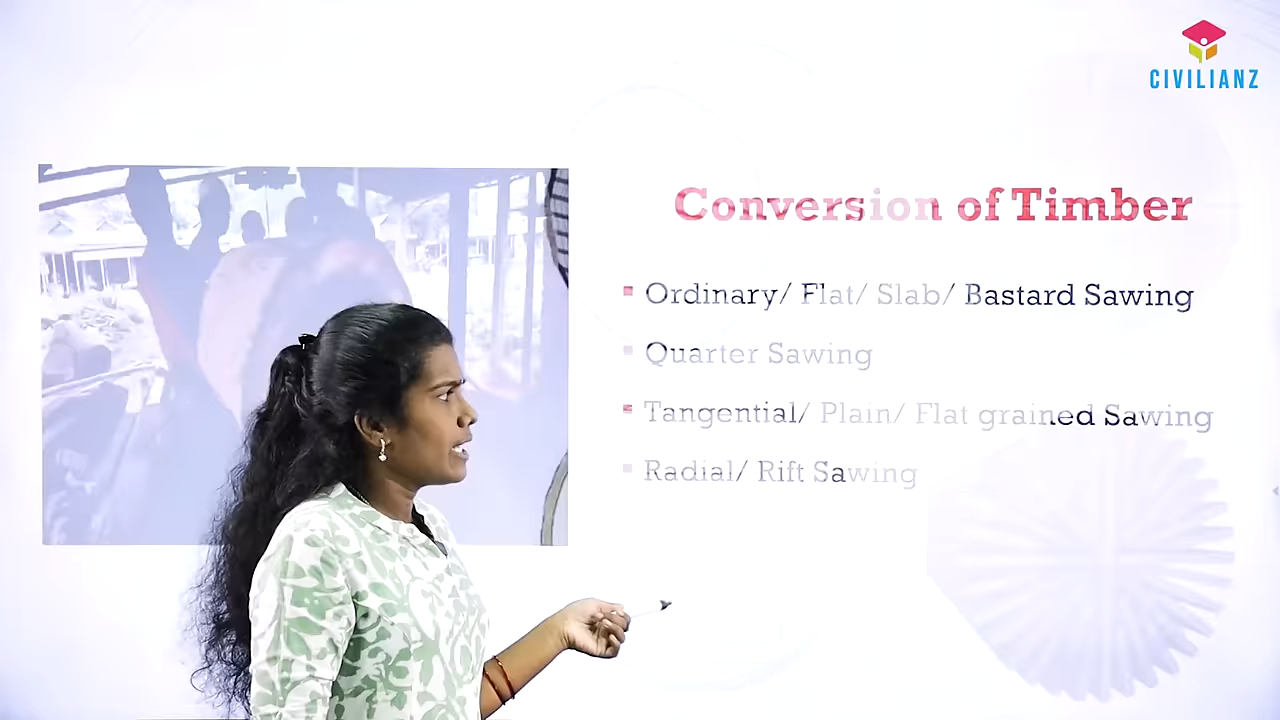 CIVILIANZ
Conversion of Timber
Ordinary/ Flat/ Slab/ Bastard Sawing
Quarter Sawing
Tangential/ Plain/ Flat grained Sawing
Radial/ Rift Sawing